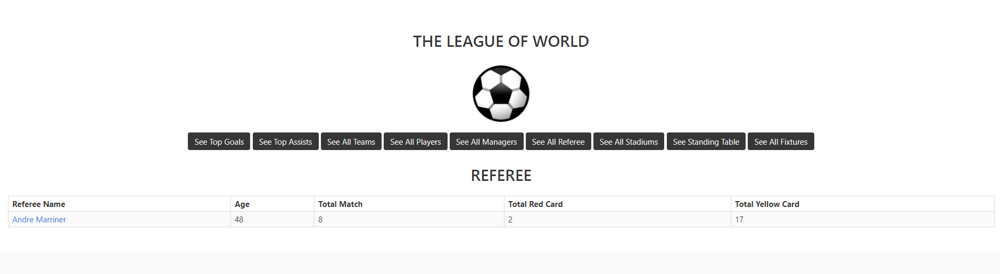 THE LEAGUE OF WORLD
See Top Goals See Top Assists See All Teams See All Players See All Managers See All Referee See All Stadiums See Standing Table See All Fixtures
REFEREE
Referee Name Age Total Match Total Red Card Total Yellow Card
Andre Marriner 48 8 2 17